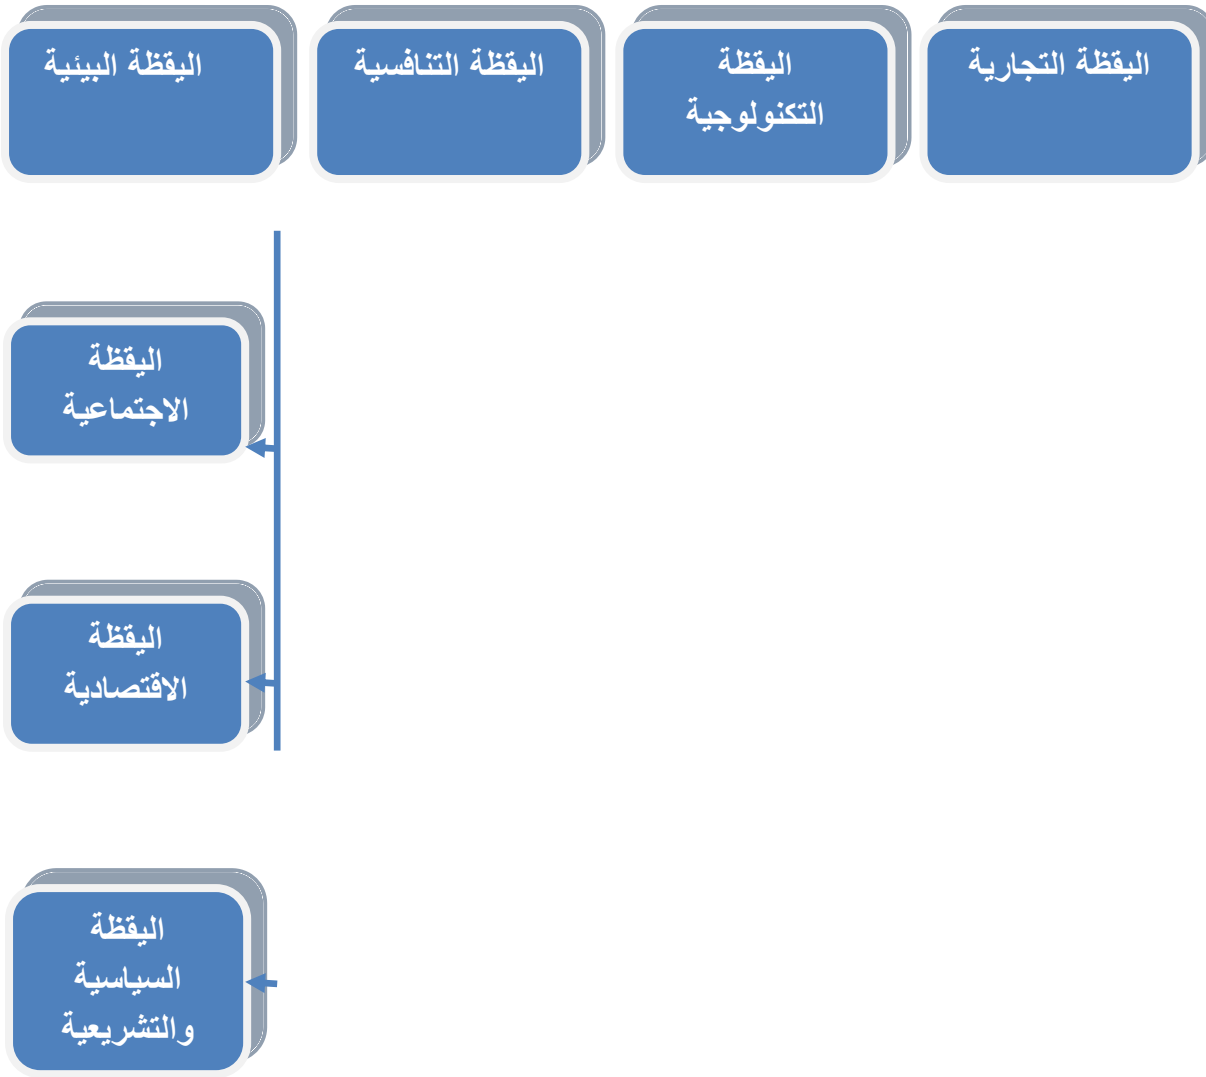 اليقظة التجارية
اليقظة
التكنولوجية
اليقظة التنافسية
اليقظة البيئية
اليقظة
الاجتماعية
اليقظة
الاقتصادية
اليقظة
السياسية
والتشريعية